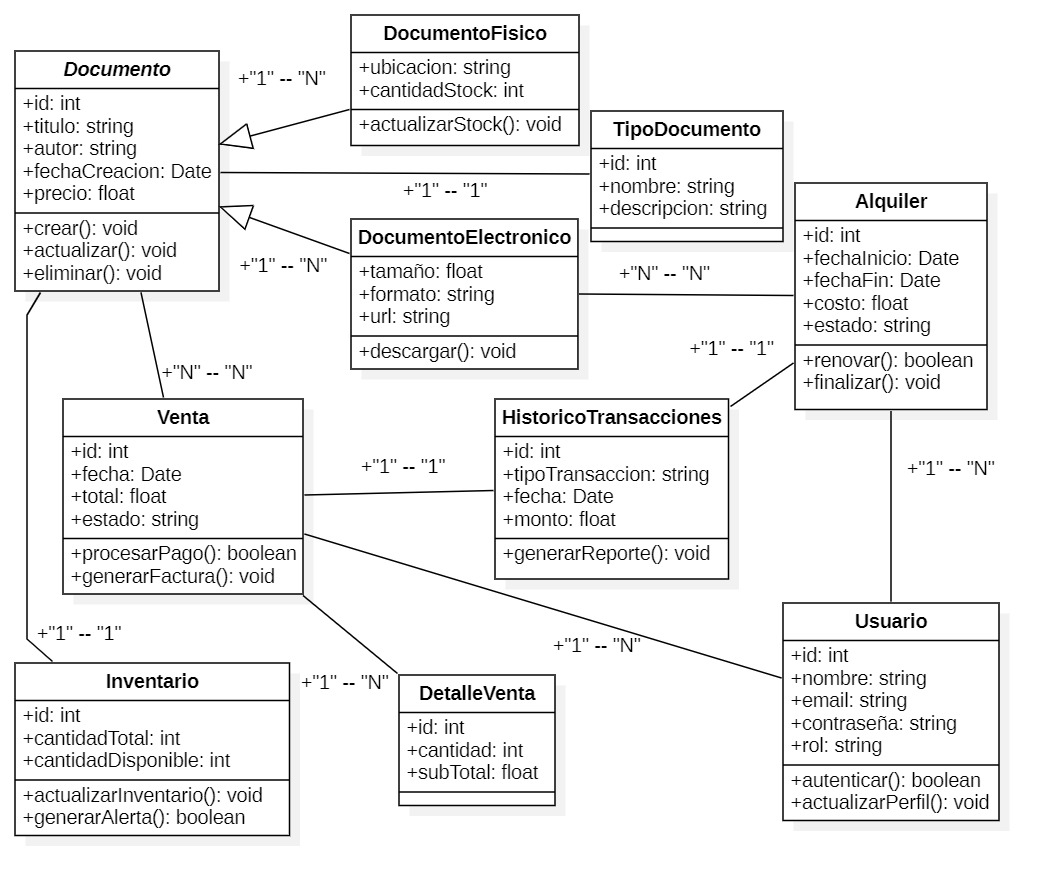 DocumentoFisico
+ubicacion: string
+cantidadStock: int
+actualizarStock(): void
Documento
+id: int
+titulo: string
+autor: string
+fechaCreacion: Date
+precio: float
+crear(): void
+actualizar(): void
+eliminar(): void
+"1" -- "N"
TipoDocumento
+id: int
+nombre: string
+descripcion: string
+"1" -- "1"
DocumentoElectronico
+tamaño: float
+formato: string
+url: string
+descargar(): void
+"1" -- "N"
Alquiler
+id: int
+fechaInicio: Date
+fechaFin: Date
+costo: float
+estado: string
+renovar(): boolean
+finalizar(): void
+"N" -- "N"
+"1" -- "1"
+"N" -- "N"
Venta
+id: int
+fecha: Date
+total: float
+estado: string
+procesarPago(): boolean
+generarFactura(): void
+"1" -- "1"
HistoricoTransacciones
+id: int
+tipoTransaccion: string
+fecha: Date
+monto: float
+generarReporte(): void
+"1" -- "N"
+"1" -- "1"
+"1" -- "N"
Usuario
+id: int
+nombre: string
+email: string
+contraseña: string
+rol: string
+autenticar(): boolean
+actualizarPerfil(): void
Inventario
+id: int
+cantidadTotal: int
+cantidadDisponible: int
+actualizarInventario(): void
+generarAlerta(): boolean
+"1" -- "N"
DetalleVenta
+id: int
+cantidad: int
+subTotal: float